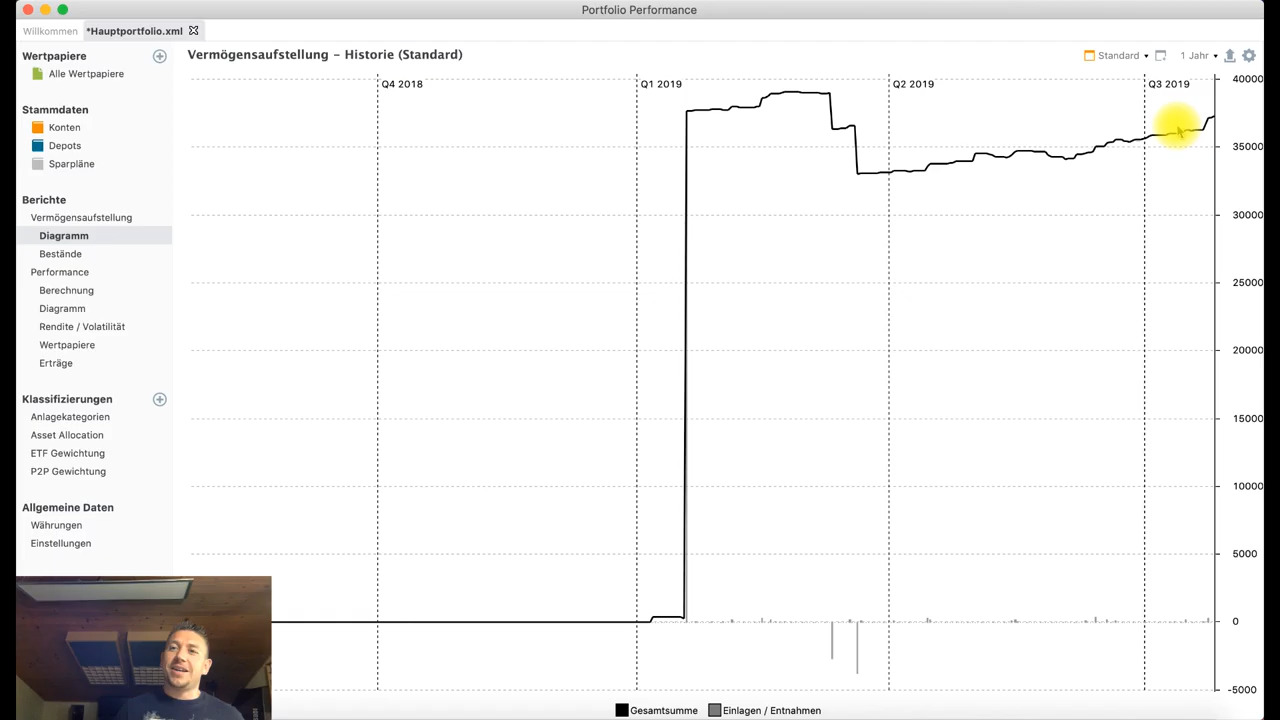 Portfolio Performance
Willkommen
*Hauptportfolio.xml
Wertpapiere
Alle Wertpapiere
Stammdaten
Konten
Depots
Sparpläne
Berichte
Vermögensaufstellung
Diagramm
Bestände
Performance
Berechnung
Diagramm
Rendite / Volatilität
Wertpapiere
Erträge
Klassifizierungen
Anlagekategorien
Asset Allocation
ETF Gewichtung
P2P Gewichtung
Allgemeine Daten
Währungen
Einstellungen
Vermögensaufstellung – Historie (Standard)
Standard
1 Jahr
Q4 2018
Q1 2019
Q2 2019
Q3 2019
40000
35000
30000
25000
20000
15000
10000
5000
0
-5000
Gesamtsumme
Einlagen / Entnahmen